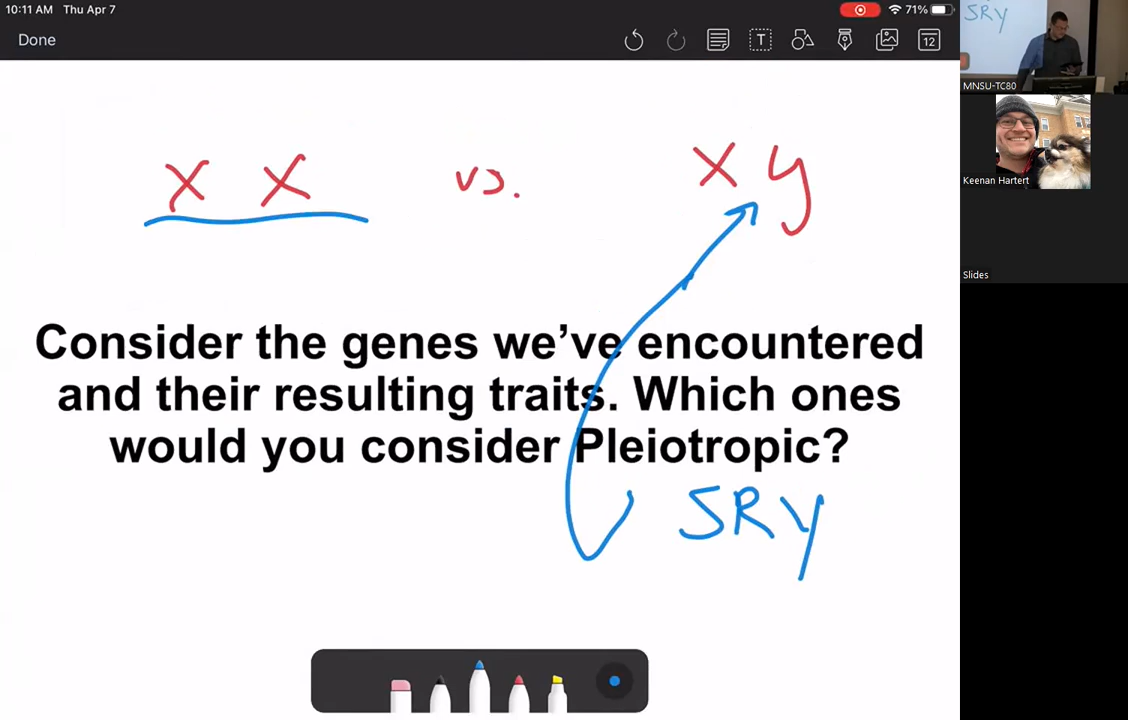 10:11 AM Thu Apr 7
71%
Done
T
12
x x vs. x y
Consider the genes we've encountered
and their resulting traits. Which ones
would you consider Pleiotropic?
SRY
SRY
MNSU-TC80
Keenan Hartert
Slides